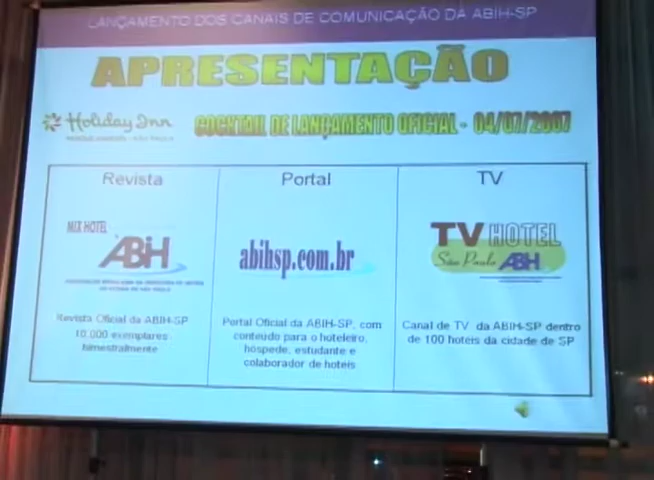 LANÇAMENTO DOS CANAIS DE COMUNICAÇÃO DA ABIH-SP
APRESENTAÇÃO
Holiday Inn
COCKTAIL DE LANÇAMENTO OFICIAL - 04/07/2007
Revista
MIX HOTEL
ABIH
Revista Oficial da ABIH-SP
10.000 exemplares
bimestralmente
Portal
abihsp.com.br
Portal Oficial da ABIH-SP, com
conteúdo para o hoteleiro,
hóspede, estudante e
colaborador de hotéis
TV
TV HOTEL
São Paulo ABIH
Canal de TV da ABIH-SP dentro
de 100 hotéis da cidade de SP